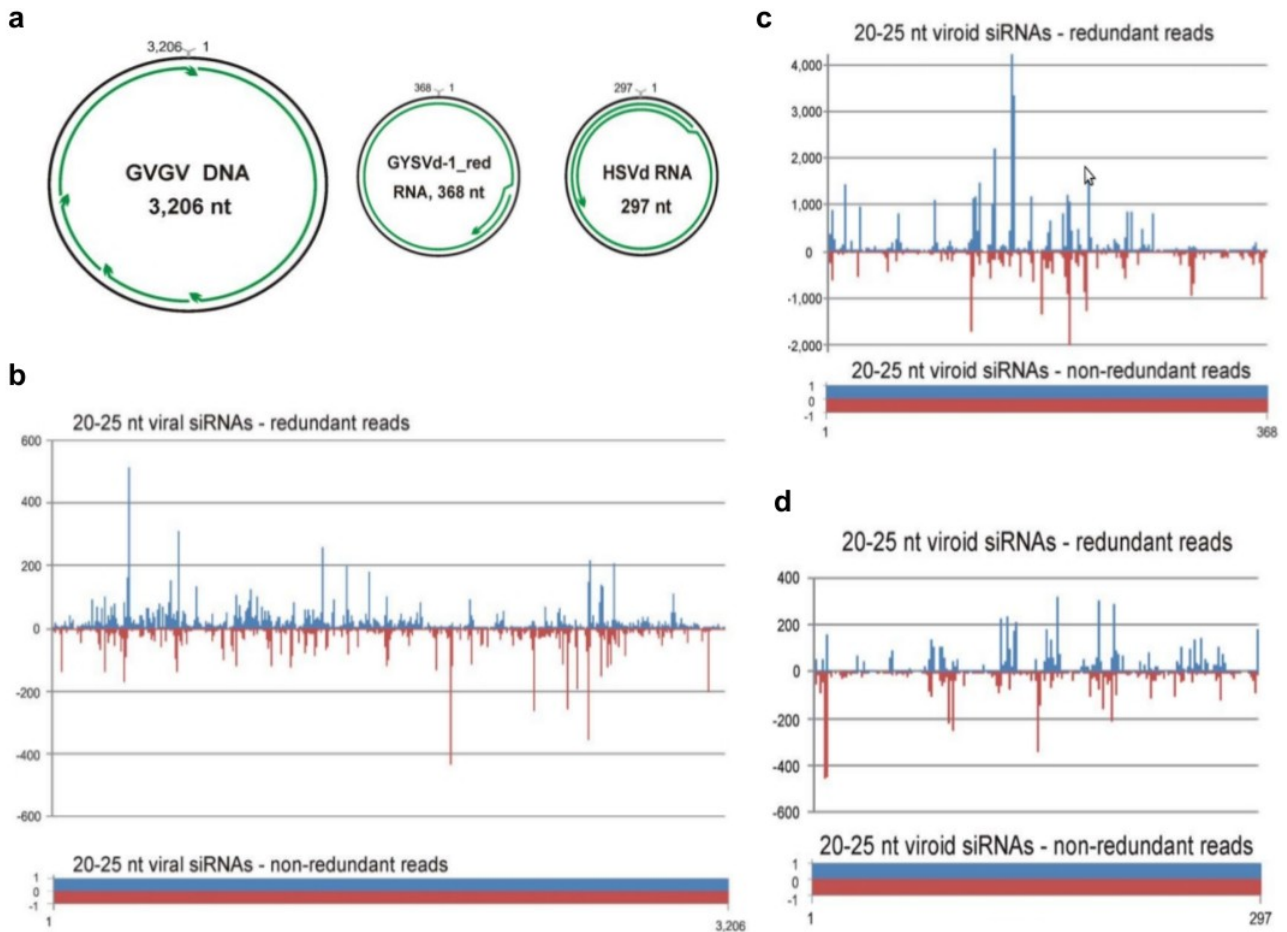 a
3,206 1
GVGV DNA
3,206 nt
368 1
GYSVd-1_red
RNA, 368 nt
297 1
HSVd RNA
297 nt
b
20-25 nt viral siRNAs - redundant reads
600
400
200
0
-200
-400
-600
20-25 nt viral siRNAs - non-redundant reads
1
0
-1
1 3,206
c
20-25 nt viroid siRNAs - redundant reads
4,000
3,000
2,000
1,000
0
-1,000
-2,000
20-25 nt viroid siRNAs - non-redundant reads
1
0
-1
1 368
d
20-25 nt viroid siRNAs - redundant reads
400
200
0
-200
-400
-600
20-25 nt viroid siRNAs - non-redundant reads
1
0
-1
1 297